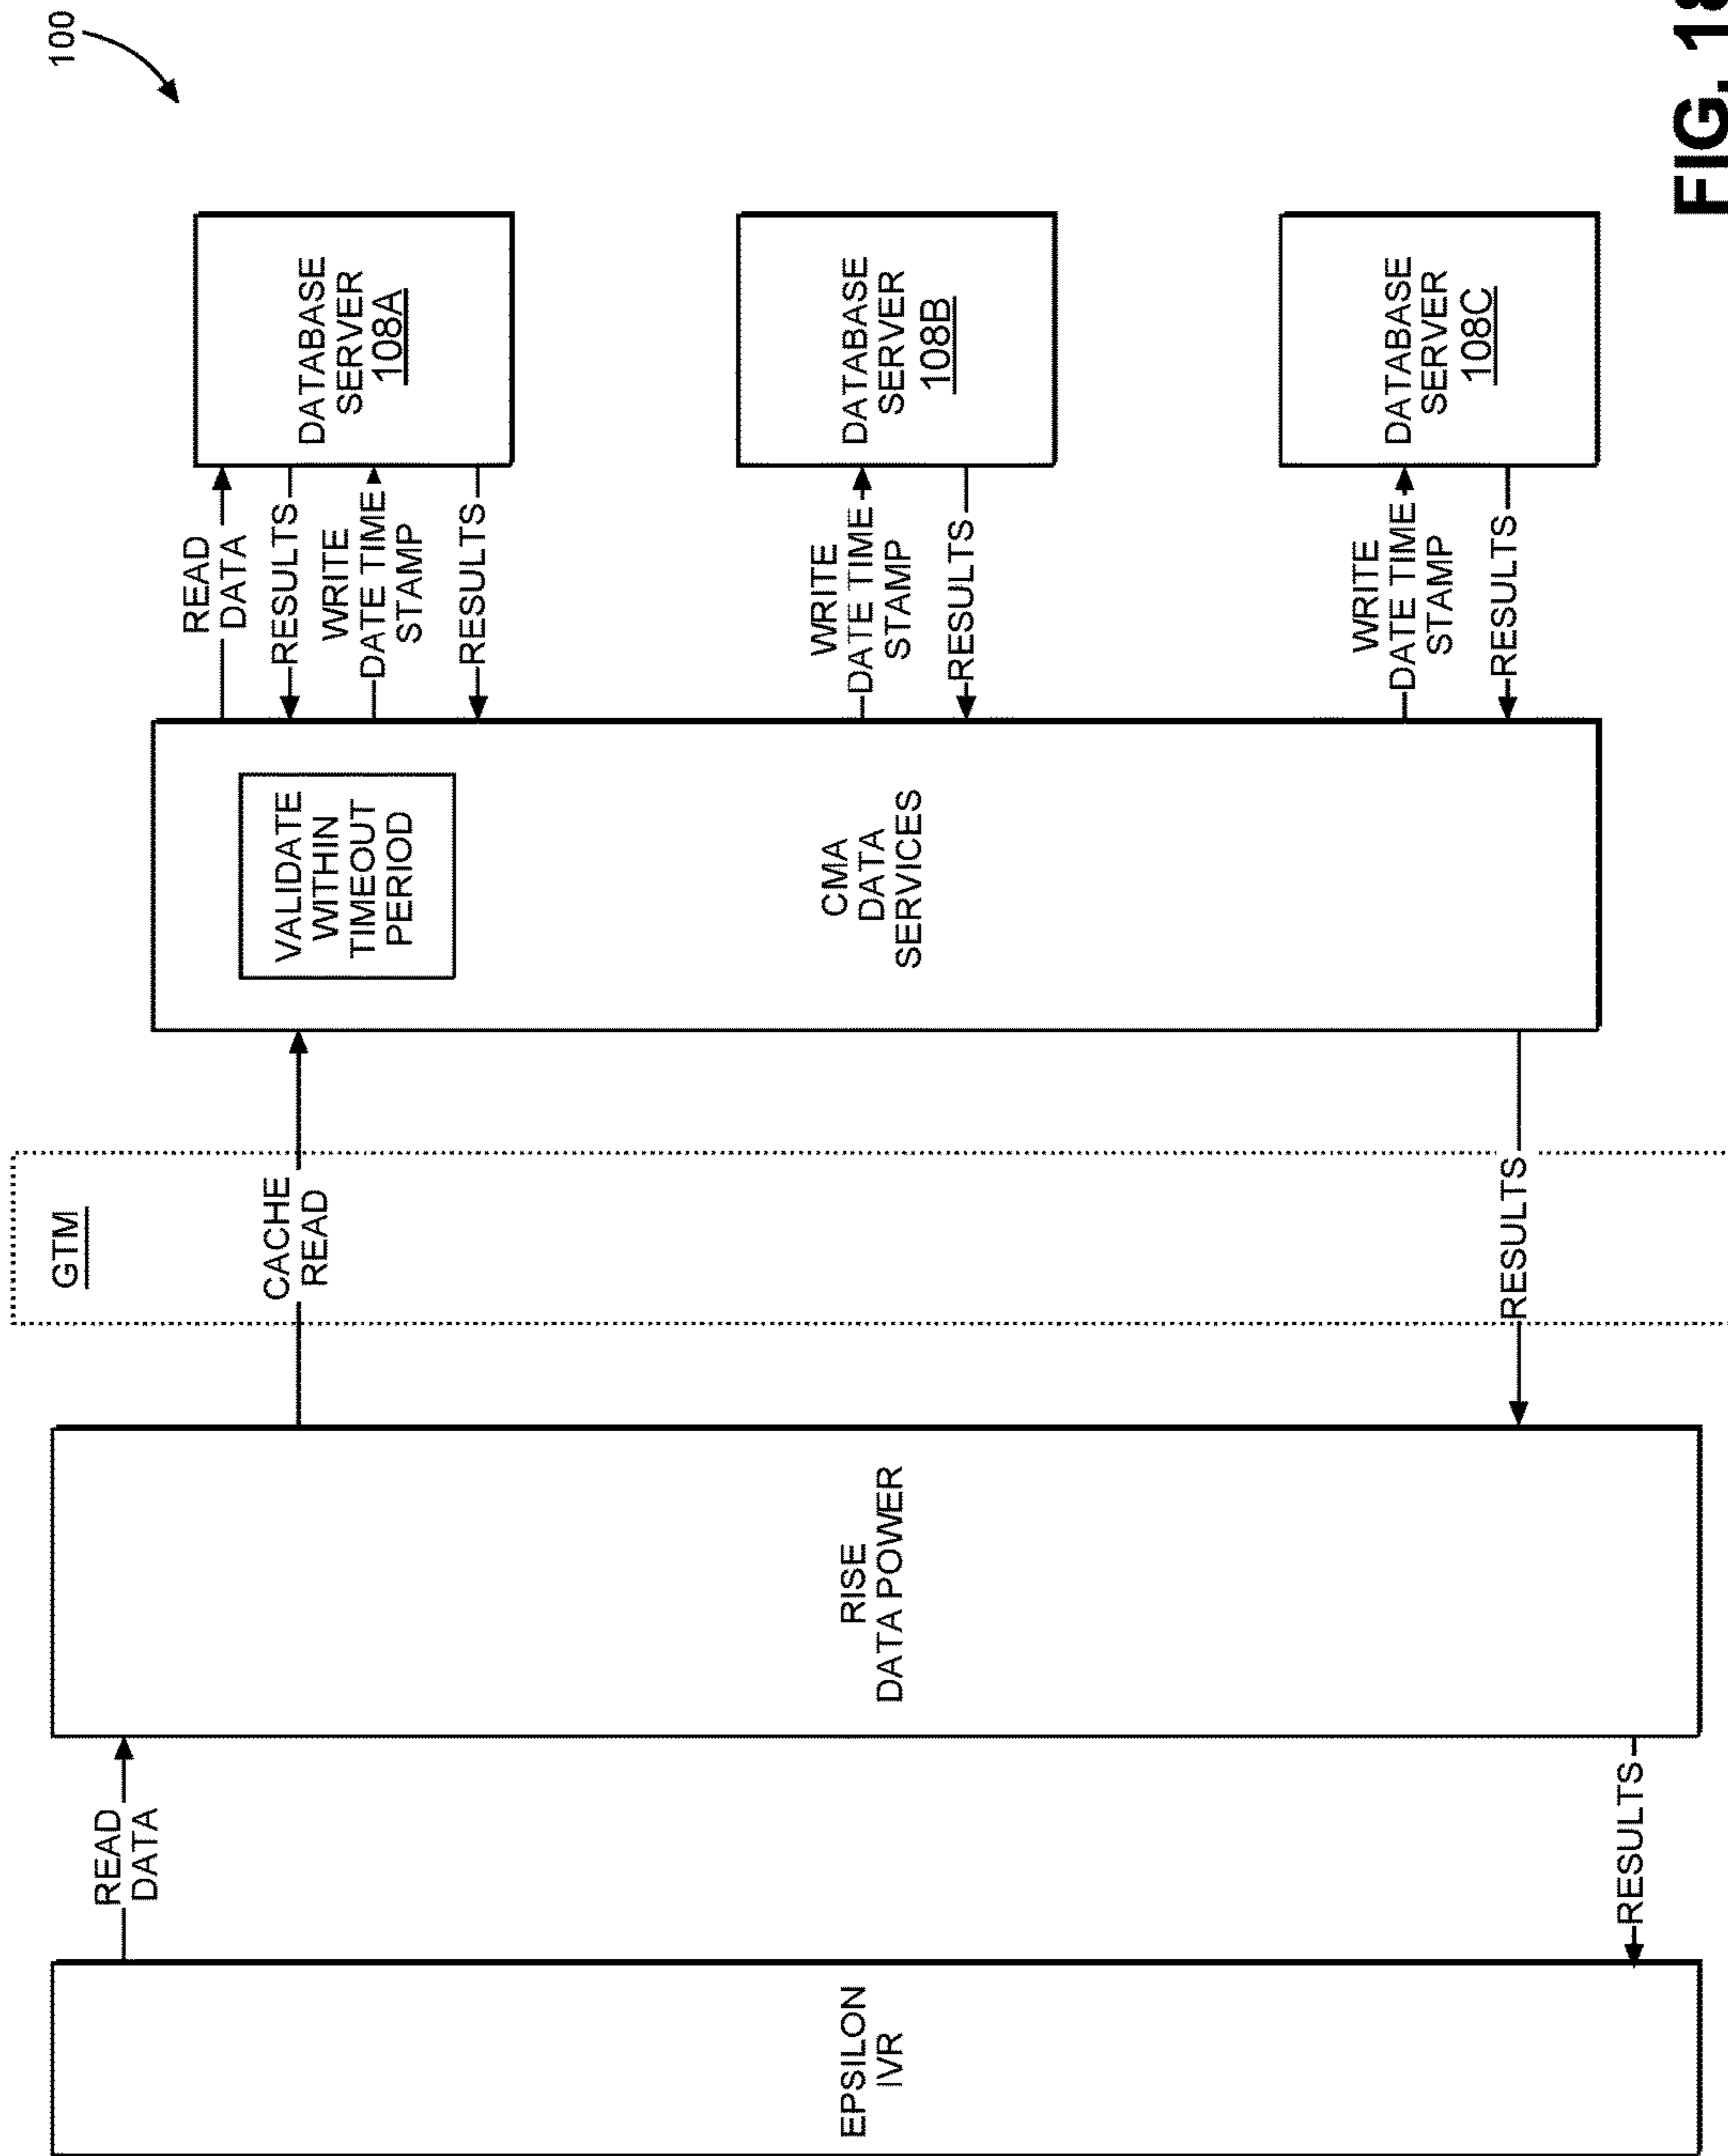 100
EPSILON
IVR
READ
DATA
RESULTS
RISE
DATA POWER
GTM
CACHE
READ
RESULTS
VALIDATE
WITHIN
TIMEOUT
PERIOD
CMA
DATA
SERVICES
READ
DATA
RESULTS
WRITE
DATE TIME
STAMP
RESULTS
WRITE
DATE TIME
STAMP
RESULTS
WRITE
DATE TIME
STAMP
RESULTS
DATABASE
SERVER
108A
DATABASE
SERVER
108B
DATABASE
SERVER
108C
FIG. 18